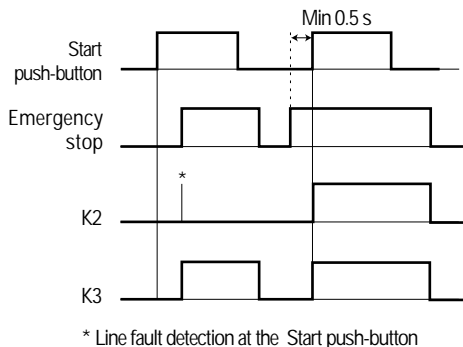 Min 0.5 s
Start
push-button
Emergency
stop
*
K2
K3
* Line fault detection at the Start push-button